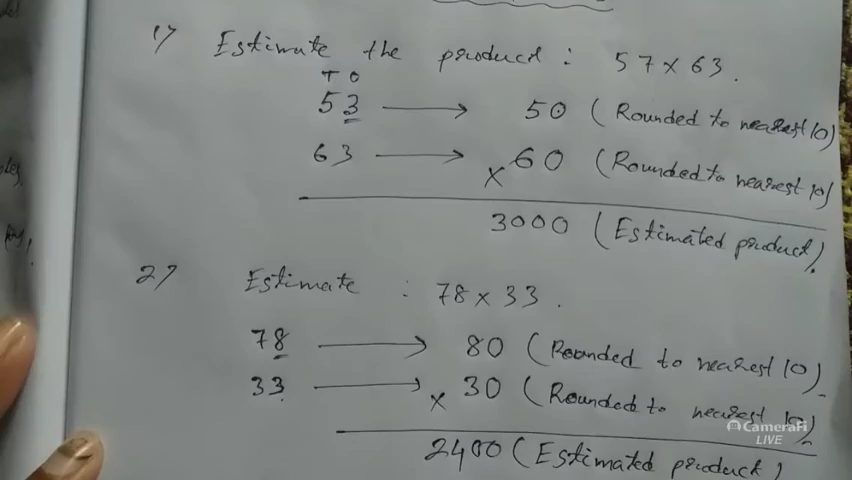 1) Estimate the product : 57 x 63.
T O
53 → 50 (Rounded to nearest 10)
63 → x 60 (Rounded to nearest 10)
3000 (Estimated product).
2) Estimate : 78 x 33.
78 → 80 (Rounded to nearest 10).
33 → x 30 (Rounded to nearest 10).
2400 (Estimated product)
CameraFi
LIVE